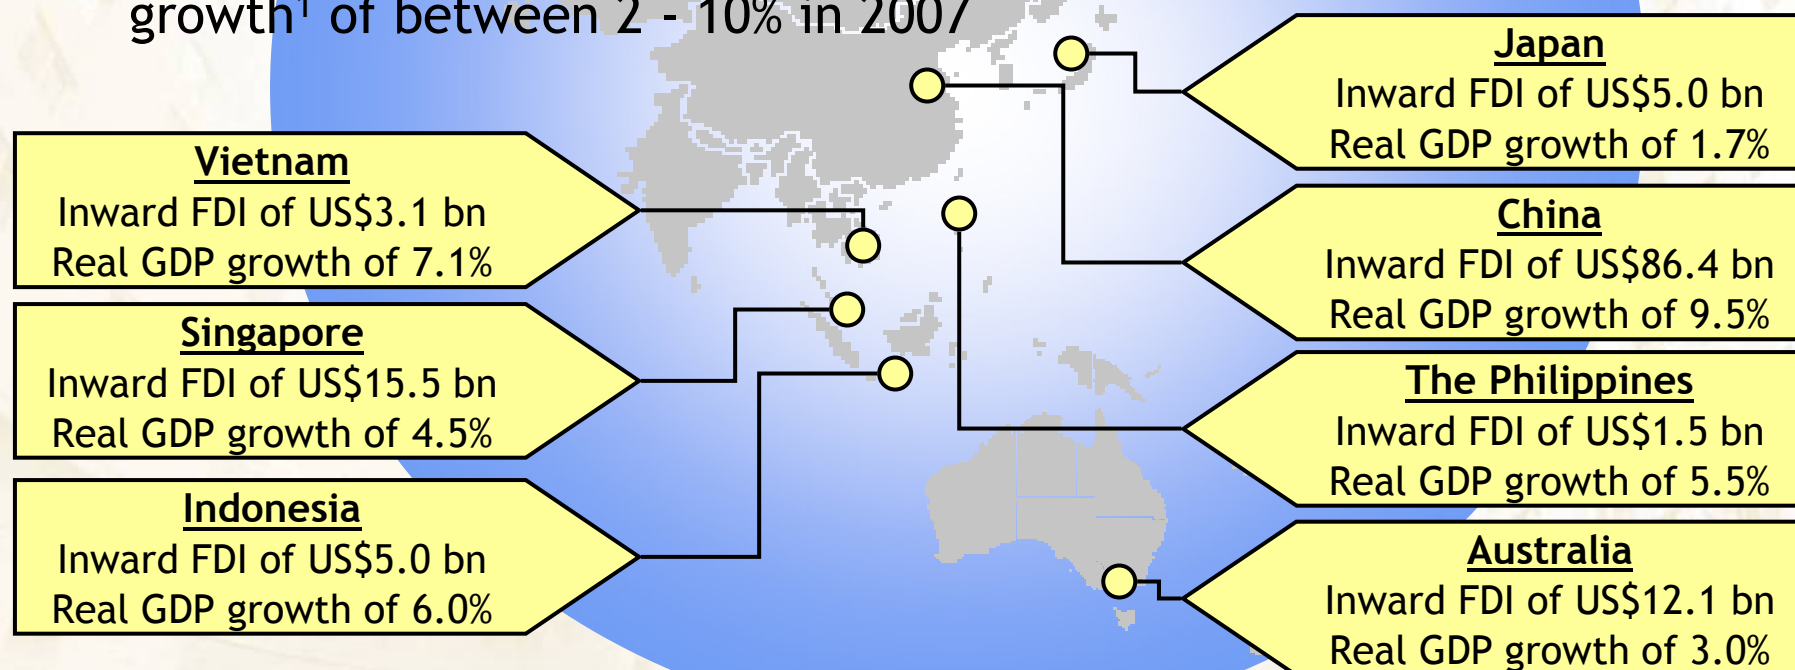 growth¹ of between 2 - 10% in 2007
Japan
Inward FDI of US$5.0 bn
Real GDP growth of 1.7%
Vietnam
Inward FDI of US$3.1 bn
Real GDP growth of 7.1%
China
Inward FDI of US$86.4 bn
Real GDP growth of 9.5%
Singapore
Inward FDI of US$15.5 bn
Real GDP growth of 4.5%
The Philippines
Inward FDI of US$1.5 bn
Real GDP growth of 5.5%
Indonesia
Inward FDI of US$5.0 bn
Real GDP growth of 6.0%
Australia
Inward FDI of US$12.1 bn
Real GDP growth of 3.0%